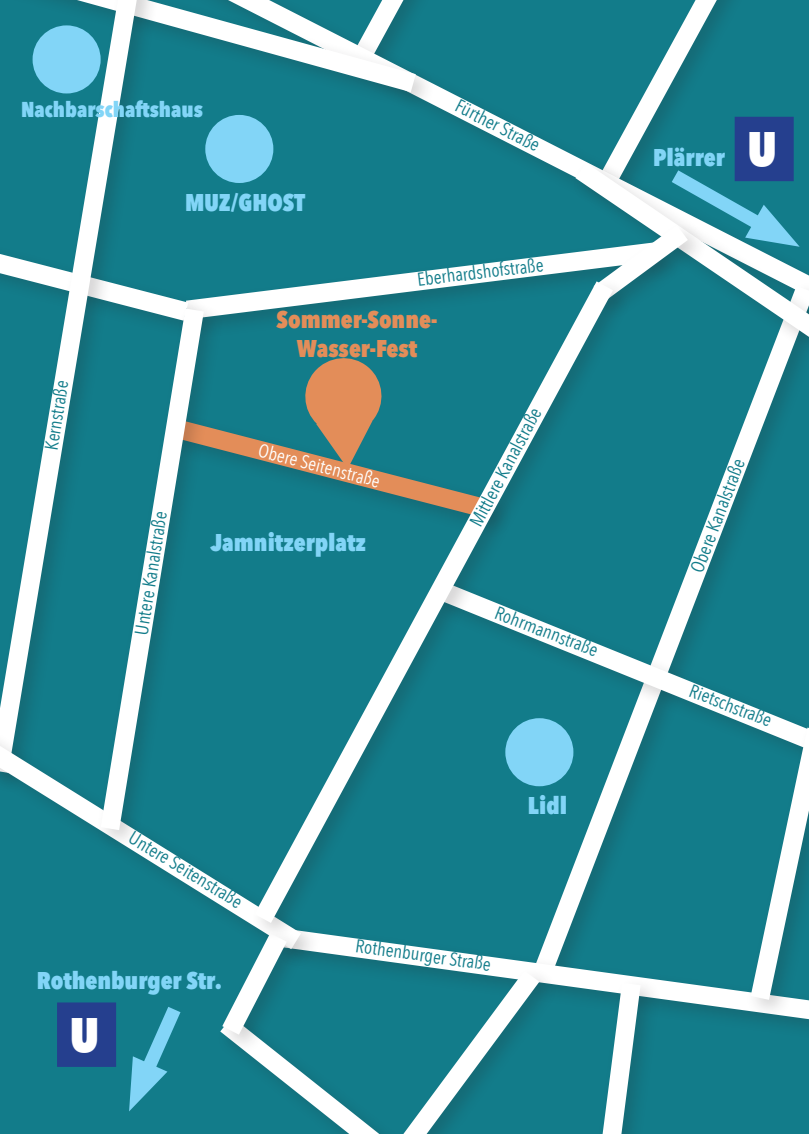 Nachbarschaftshaus
MUZ/GHOST
Fürther Straße
Plärrer
U
Eberhardshofstraße
Sommer-Sonne-
Wasser-Fest
Obere Seitenstraße
Kernstraße
Untere Kanalstraße
Mittlere Kanalstraße
Obere Kanalstraße
Jamnitzerplatz
Rohrmannstraße
Rietschstraße
Lidl
Untere Seitenstraße
Rothenburger Straße
Rothenburger Str.
U